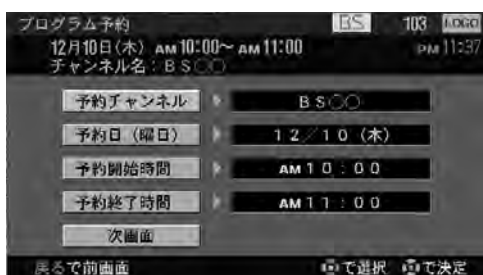 プログラム予約 BS 103 LOGO
12月10日(木) AM10:00~AM11:00 PM11:37
チャンネル名:BS○○
予約チャンネル BS○○
予約日(曜日) 12/10(木)
予約開始時間 AM10:00
予約終了時間 AM11:00
次画面
戻るで前画面 で選択 で決定